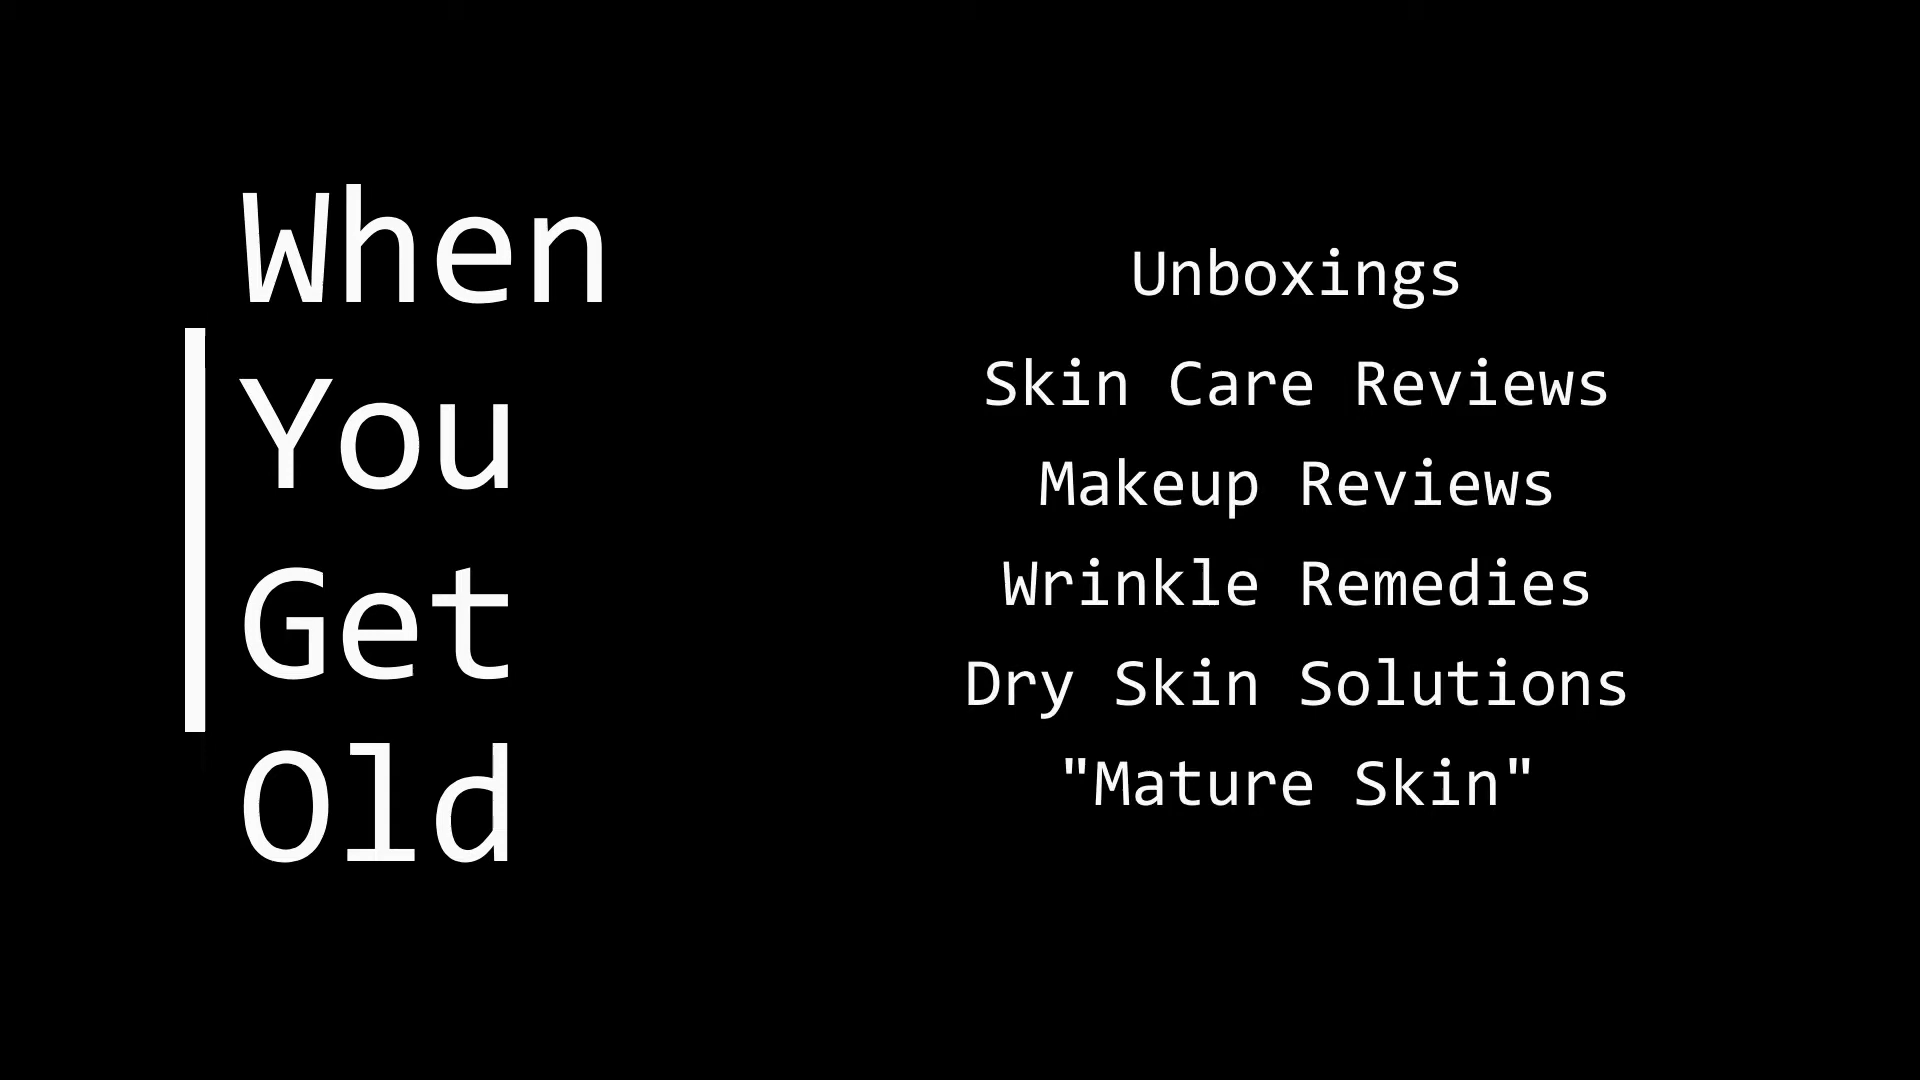 When
You
Get
Old
Unboxings
Skin Care Reviews
Makeup Reviews
Wrinkle Remedies
Dry Skin Solutions
"Mature Skin"